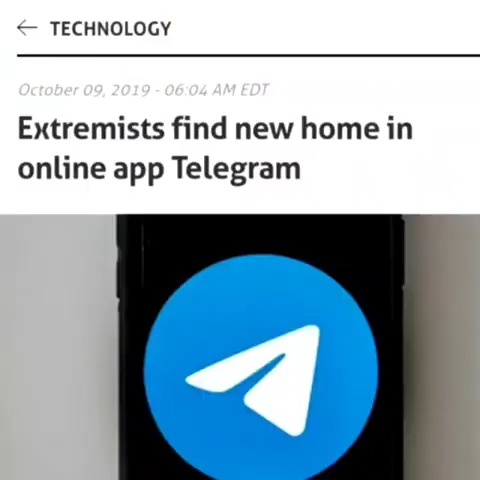 TECHNOLOGY
October 09, 2019 - 06:04 AM EDT
Extremists find new home in
online app Telegram